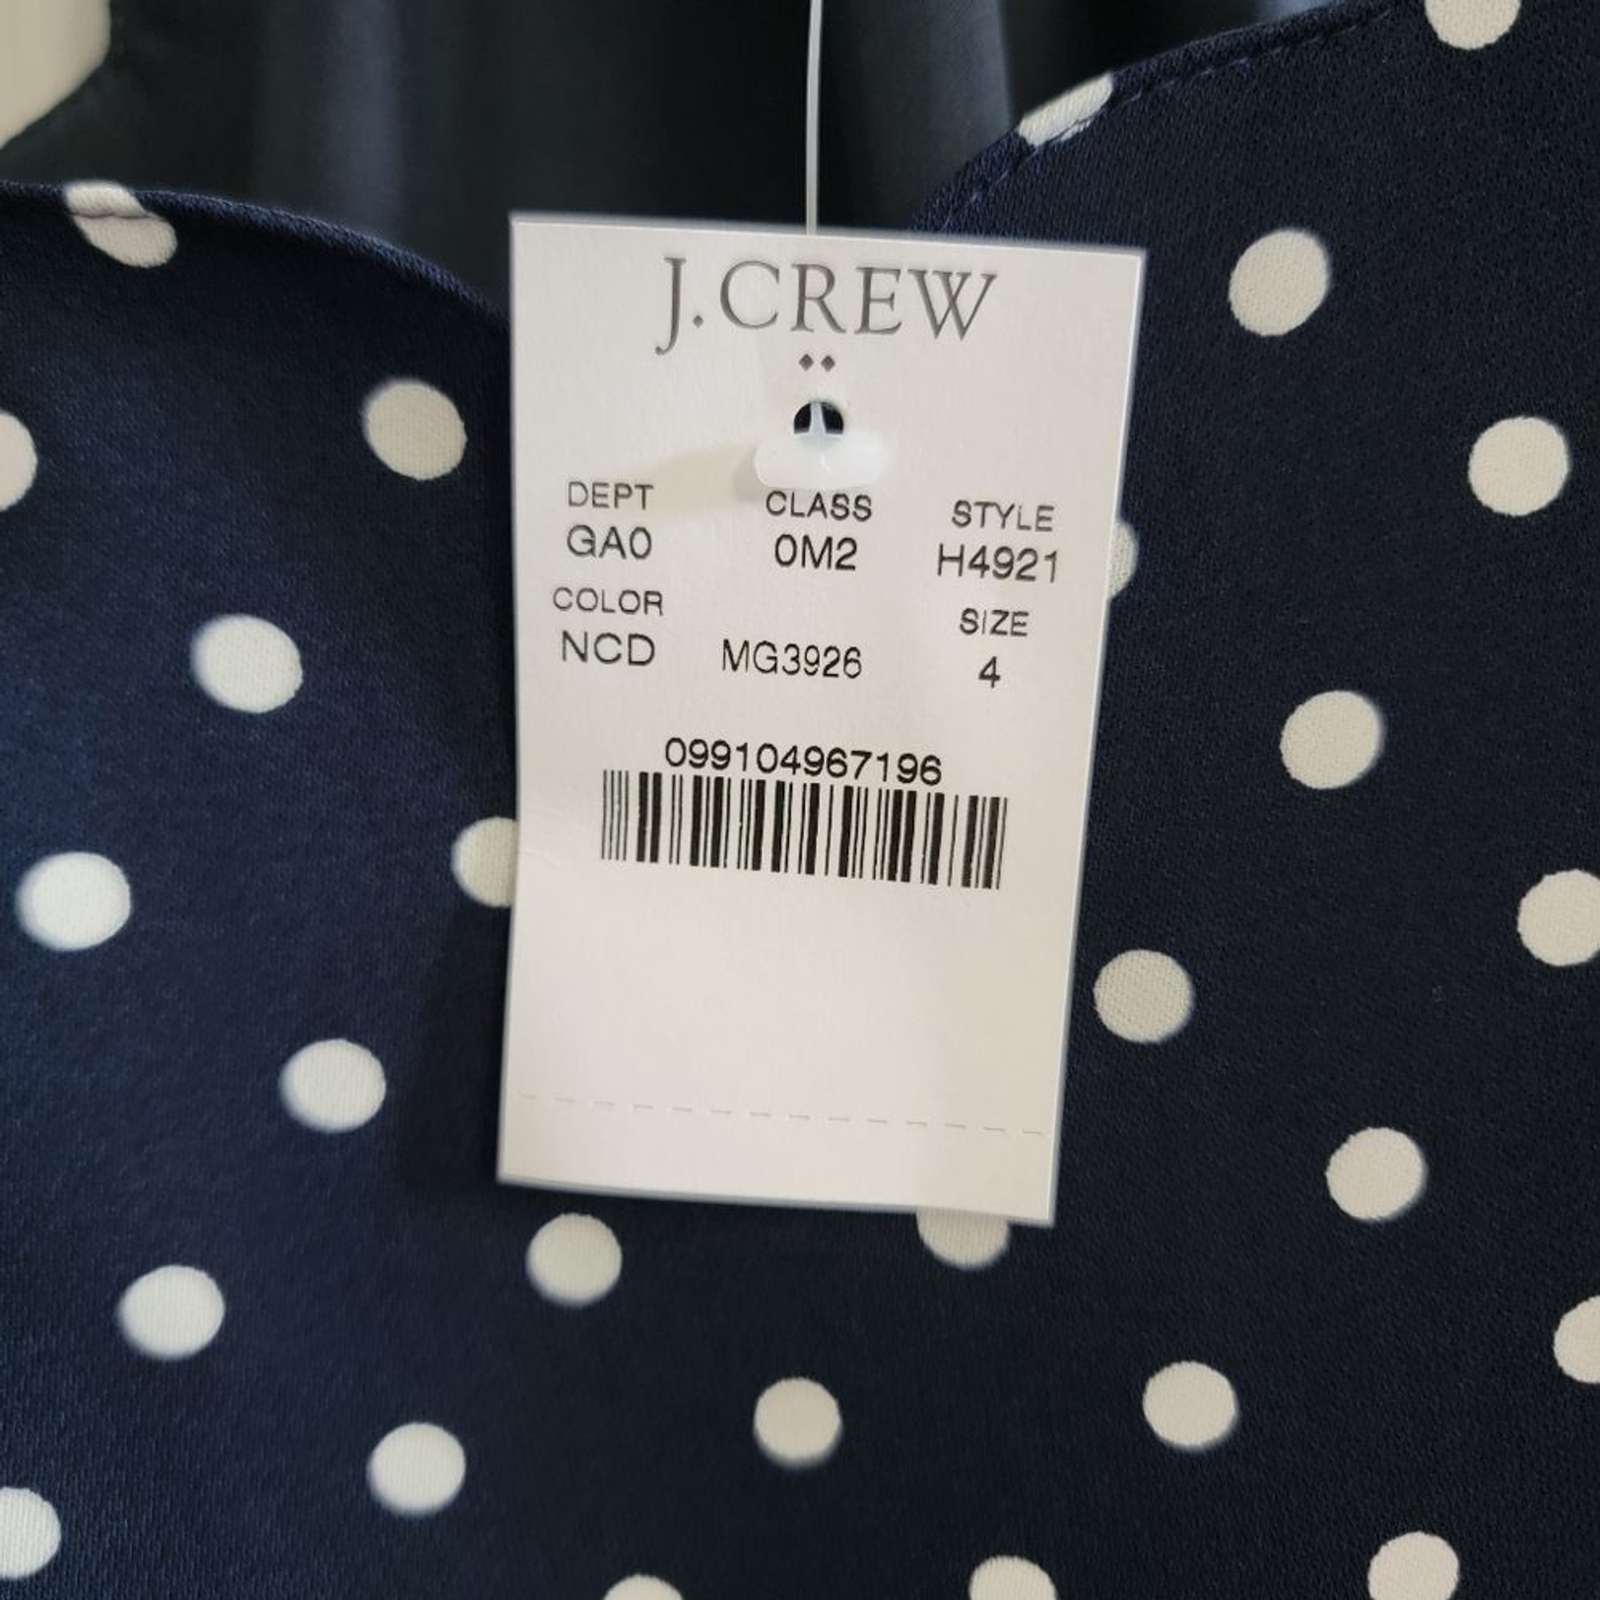 J.CREW
DEPT CLASS STYLE
GA0 0M2 H4921
COLOR SIZE
NCD MG3926 4
099104967196